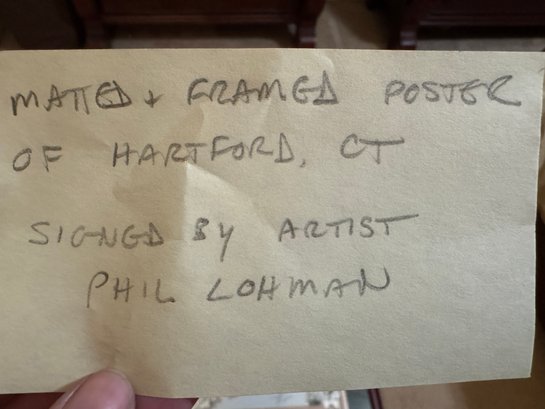 MATTED + FRAMED POSTER
OF HARTFORD, CT
SIGNED BY ARTIST
PHIL LOHMAN